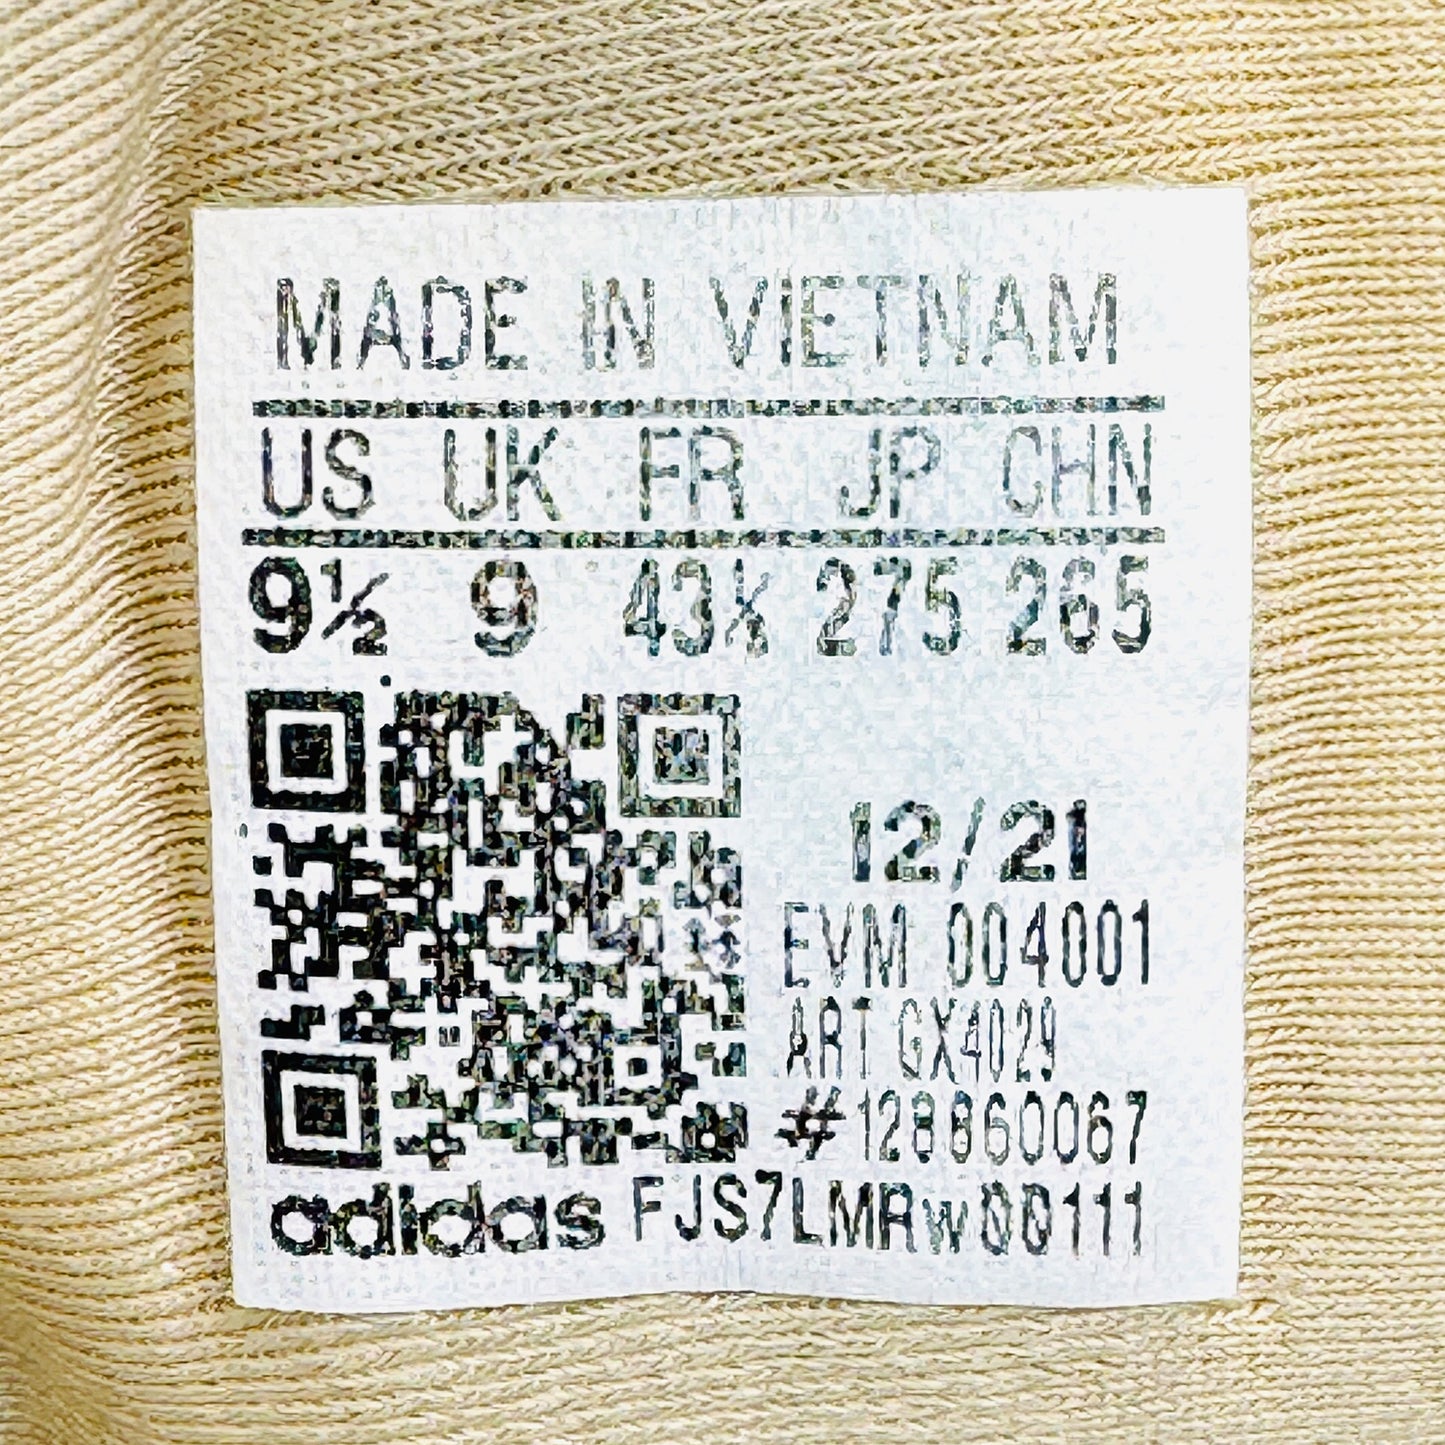 MADE IN VIETNAM
US UK FR JP CHN
9½ 9 43⅓ 275 265
12/21
EVM 004001
ART GX4029
#128860067
adidas FJS7LMRw00111